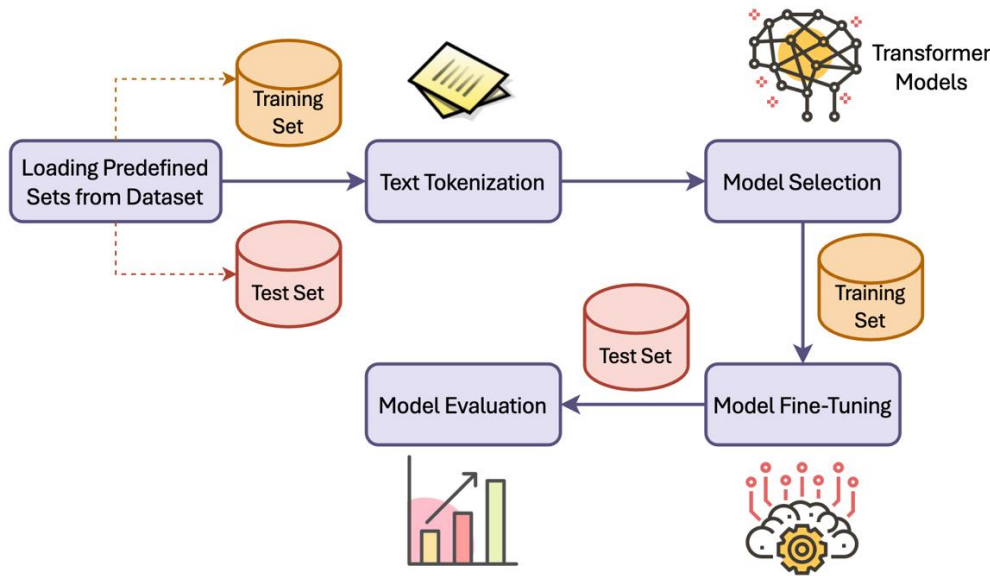 Training
Set
Transformer
Models
Loading Predefined
Sets from Dataset
Text Tokenization
Model Selection
Test Set
Training
Set
Test Set
Model Evaluation
Model Fine-Tuning